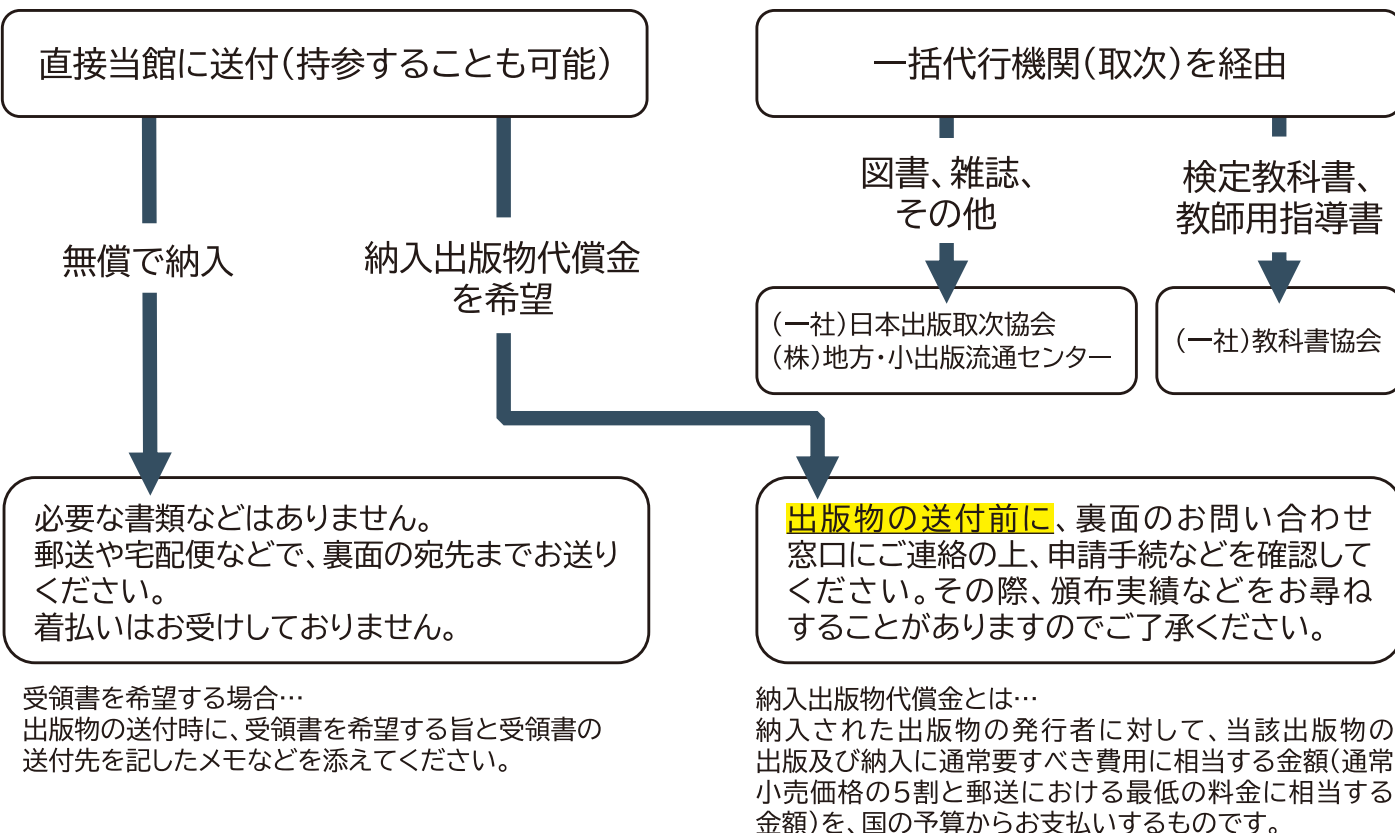 直接当館に送付（持参することも可能）
無償で納入
納入出版物代償金
を希望
必要な書類などはありません。
郵送や宅配便などで、裏面の宛先までお送り
ください。
着払いはお受けしておりません。
受領書を希望する場合…
出版物の送付時に、受領書を希望する旨と受領書の
送付先を記したメモなどを添えてください。
一括代行機関（取次）を経由
図書、雑誌、
その他
検定教科書、
教師用指導書
（一社）日本出版取次協会
（株）地方・小出版流通センター
（一社）教科書協会
出版物の送付前に、裏面のお問い合わせ
窓口にご連絡の上、申請手続などを確認して
ください。その際、頒布実績などをお尋ね
することがありますのでご了承ください。
納入出版物代償金とは…
納入された出版物の発行者に対して、当該出版物の
出版及び納入に通常要すべき費用に相当する金額（通常
小売価格の5割と郵送における最低の料金に相当する
金額）を、国の予算からお支払いするものです。